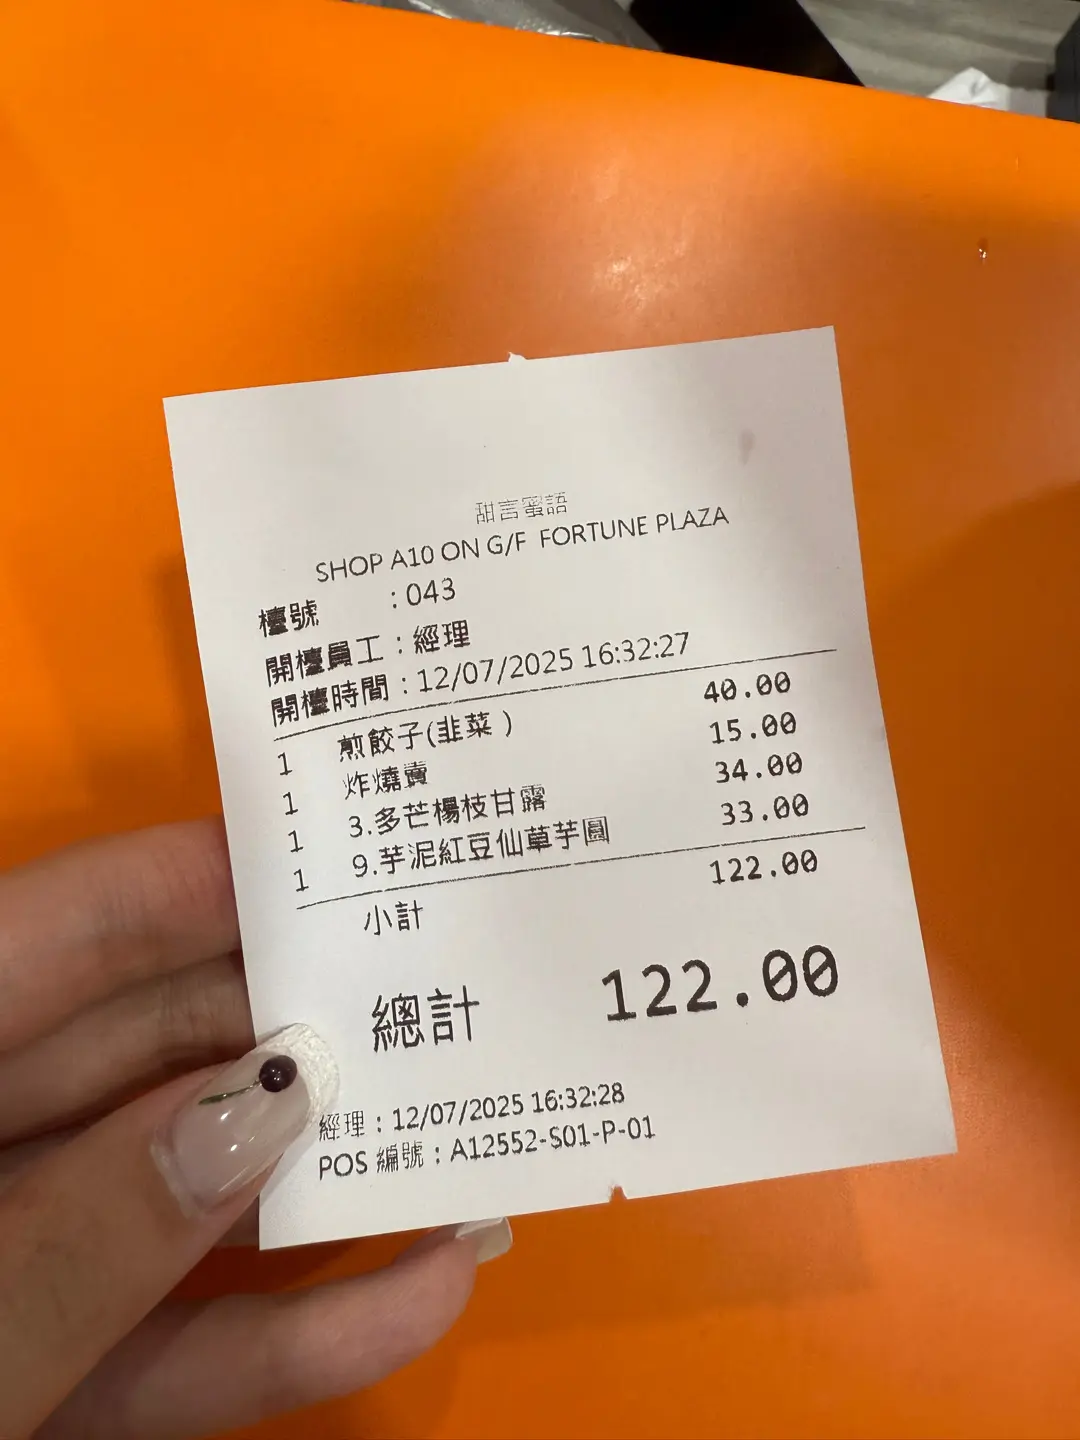 甜言蜜語
SHOP A10 ON G/F FORTUNE PLAZA
檯號 : 043
開檯員工 : 經理
開檯時間 : 12/07/2025 16:32:27
1 煎餃子(韭菜 ) 40.00
1 炸燒賣 15.00
1 3.多芒楊枝甘露 34.00
1 9.芋泥紅豆仙草芋圓 33.00
小計 122.00
總計 122.00
經理 : 12/07/2025 16:32:28
POS 編號 : A12552-S01-P-01